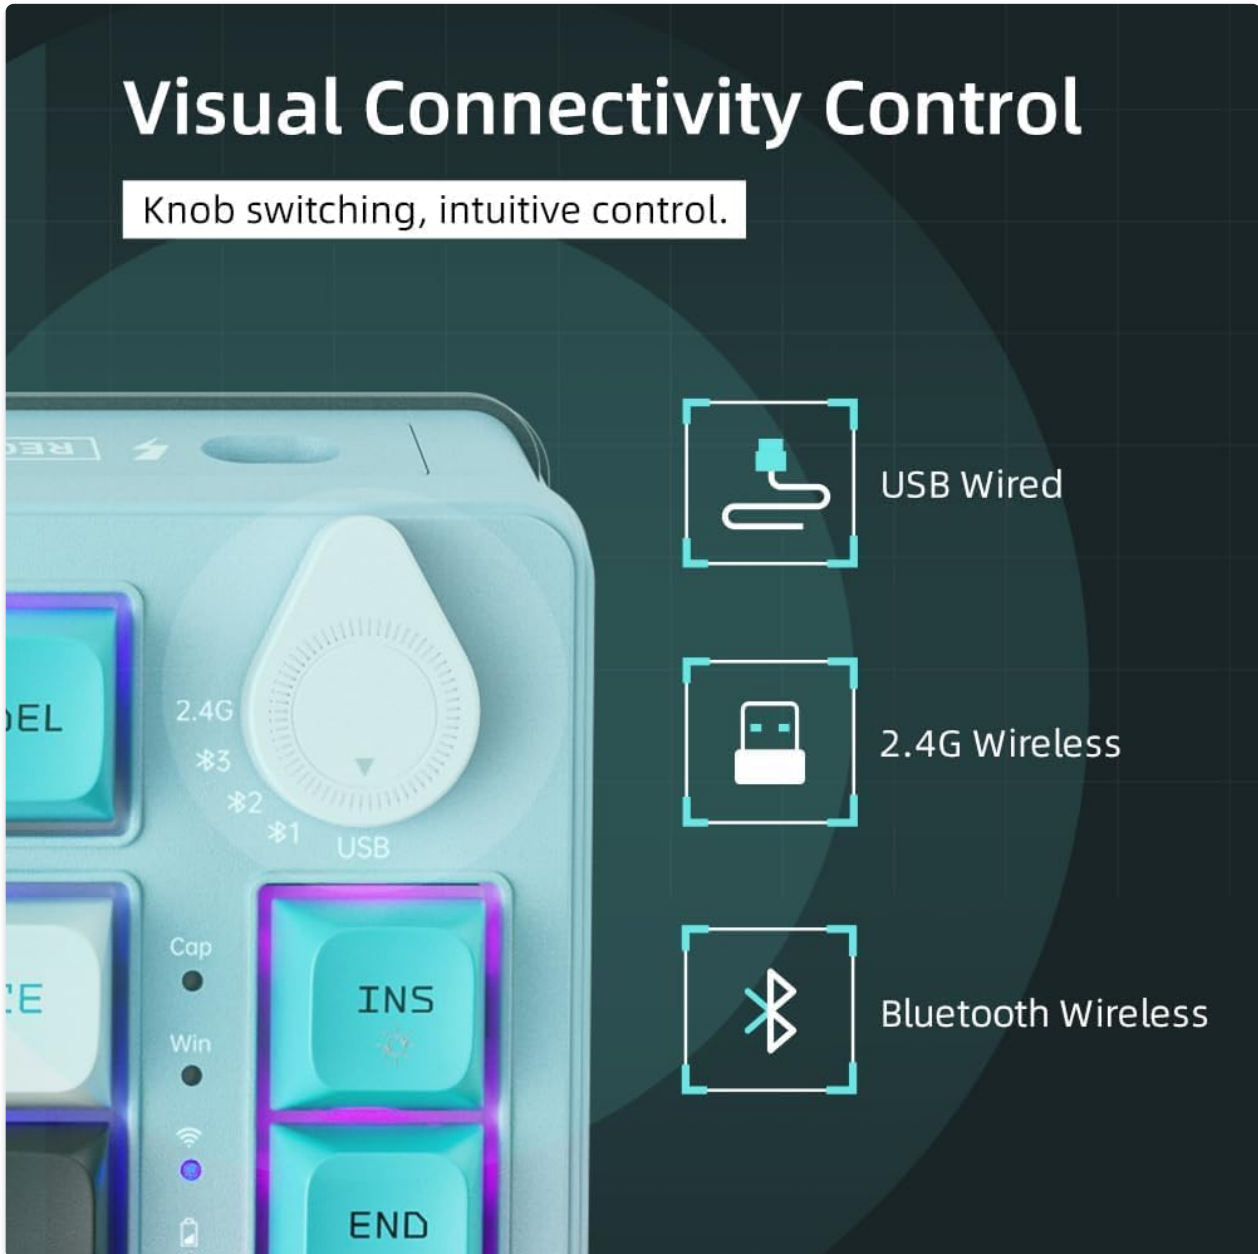 Visual Connectivity Control
Knob switching, intuitive control.
USB Wired
2.4G
DEL
3
2.4G Wireless
2
1
USB
Cap
INS
Win
Bluetooth Wireless
END